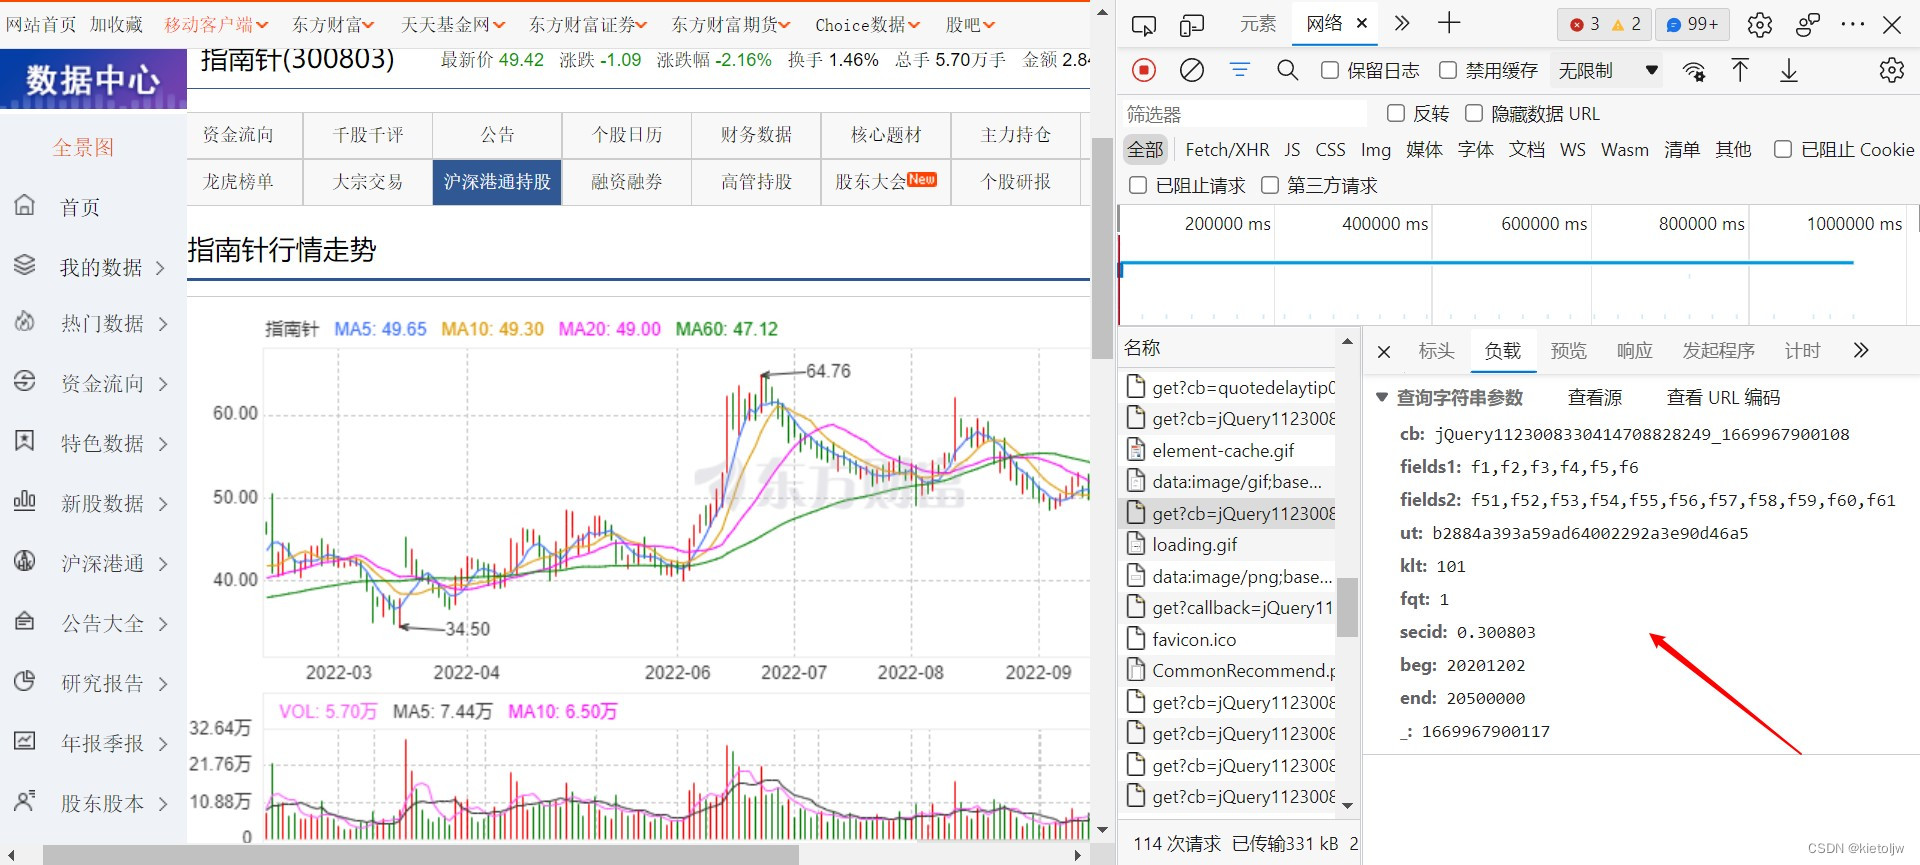 网站首页 加收藏 移动客户端 东方财富 天天基金网 东方财富证券 东方财富期货 Choice数据 股吧
数据中心
指南针(300803) 最新价 49.42 涨跌 -1.09 涨跌幅 -2.16% 换手 1.46% 总手 5.70万手 金额 2.84
资金流向 千股千评 公告 个股日历 财务数据 核心题材 主力持仓
龙虎榜单 大宗交易 沪深港通持股 融资融券 高管持股 股东大会 New 个股研报
全景图
首页
我的数据
热门数据
资金流向
特色数据
新股数据
沪深港通
公告大全
研究报告
年报季报
股东股本
指南针行情走势
指南针 MA5: 49.65 MA10: 49.30 MA20: 49.00 MA60: 47.12
64.76
60.00
50.00
40.00
34.50
东方财富
2022-03 2022-04 2022-06 2022-07 2022-08 2022-09
VOL: 5.70万 MA5: 7.44万 MA10: 6.50万
32.64万
21.76万
10.88万
0
元素 网络 3 2 99+
保留日志 禁用缓存 无限制
筛选器 反转 隐藏数据 URL
全部 Fetch/XHR JS CSS Img 媒体 字体 文档 WS Wasm 清单 其他 已阻止 Cookie
已阻止请求 第三方请求
200000 ms 400000 ms 600000 ms 800000 ms 1000000 ms
名称
get?cb=quotedelaytip0
get?cb=jQuery1123008
element-cache.gif
data:image/gif;base...
get?cb=jQuery1123008
loading.gif
data:image/png;base...
get?callback=jQuery11
favicon.ico
CommonRecommend.p
get?cb=jQuery1123008
get?cb=jQuery1123008
get?cb=jQuery1123008
get?cb=jQuery1123008
114 次请求 已传输331 kB 2
标头 负载 预览 响应 发起程序 计时
查询字符串参数 查看源 查看 URL 编码
cb: jQuery112300833041470882 8249_1669967900108
fields1: f1,f2,f3,f4,f5,f6
fields2: f51,f52,f53,f54,f55,f56,f57,f58,f59,f60,f61
ut: b2884a393a59ad64002292a3e90d46a5
klt: 101
fqt: 1
secid: 0.300803
beg: 20201202
end: 20500000
_: 1669967900117
CSDN @kietoljw